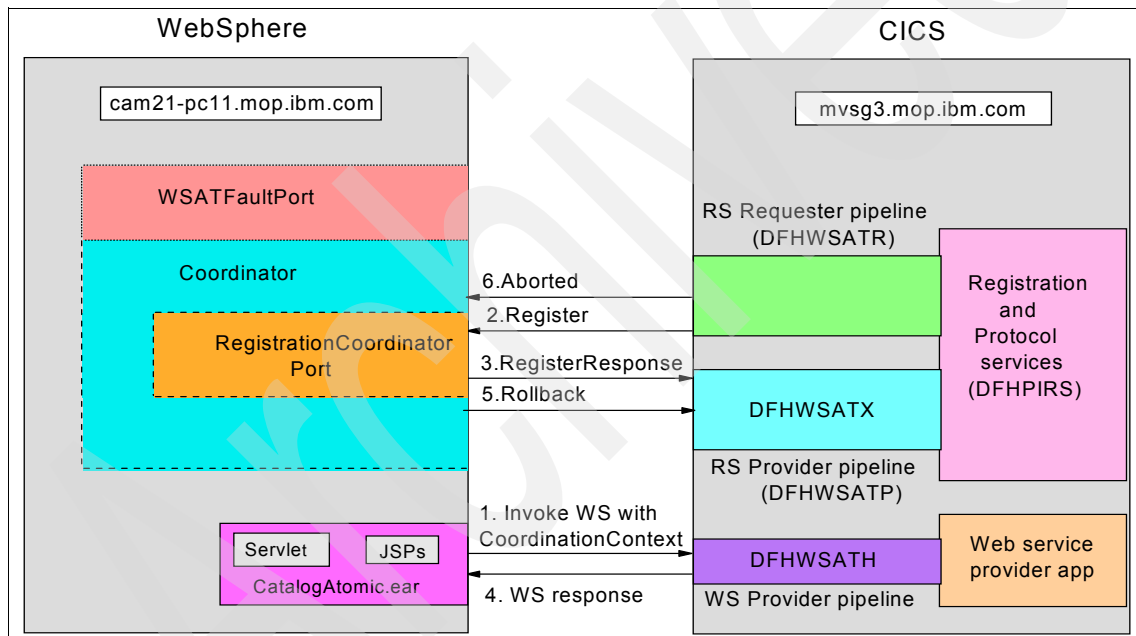 WebSphere
CICS
cam21-pc11.mop.ibm.com
mvsg3.mop.ibm.com
WSATFaultPort
Coordinator
RegistrationCoordinator
Port
RS Requester pipeline
(DFHWSATR)
6.Aborted
2.Register
3.RegisterResponse
5.Rollback
Registration
and
Protocol
services
(DFHPIRS)
DFHWSATX
RS Provider pipeline
(DFHWSATP)
1. Invoke WS with
CoordinationContext
Servlet
JSPs
CatalogAtomic.ear
4. WS response
DFHWSATH
WS Provider pipeline
Web service
provider app